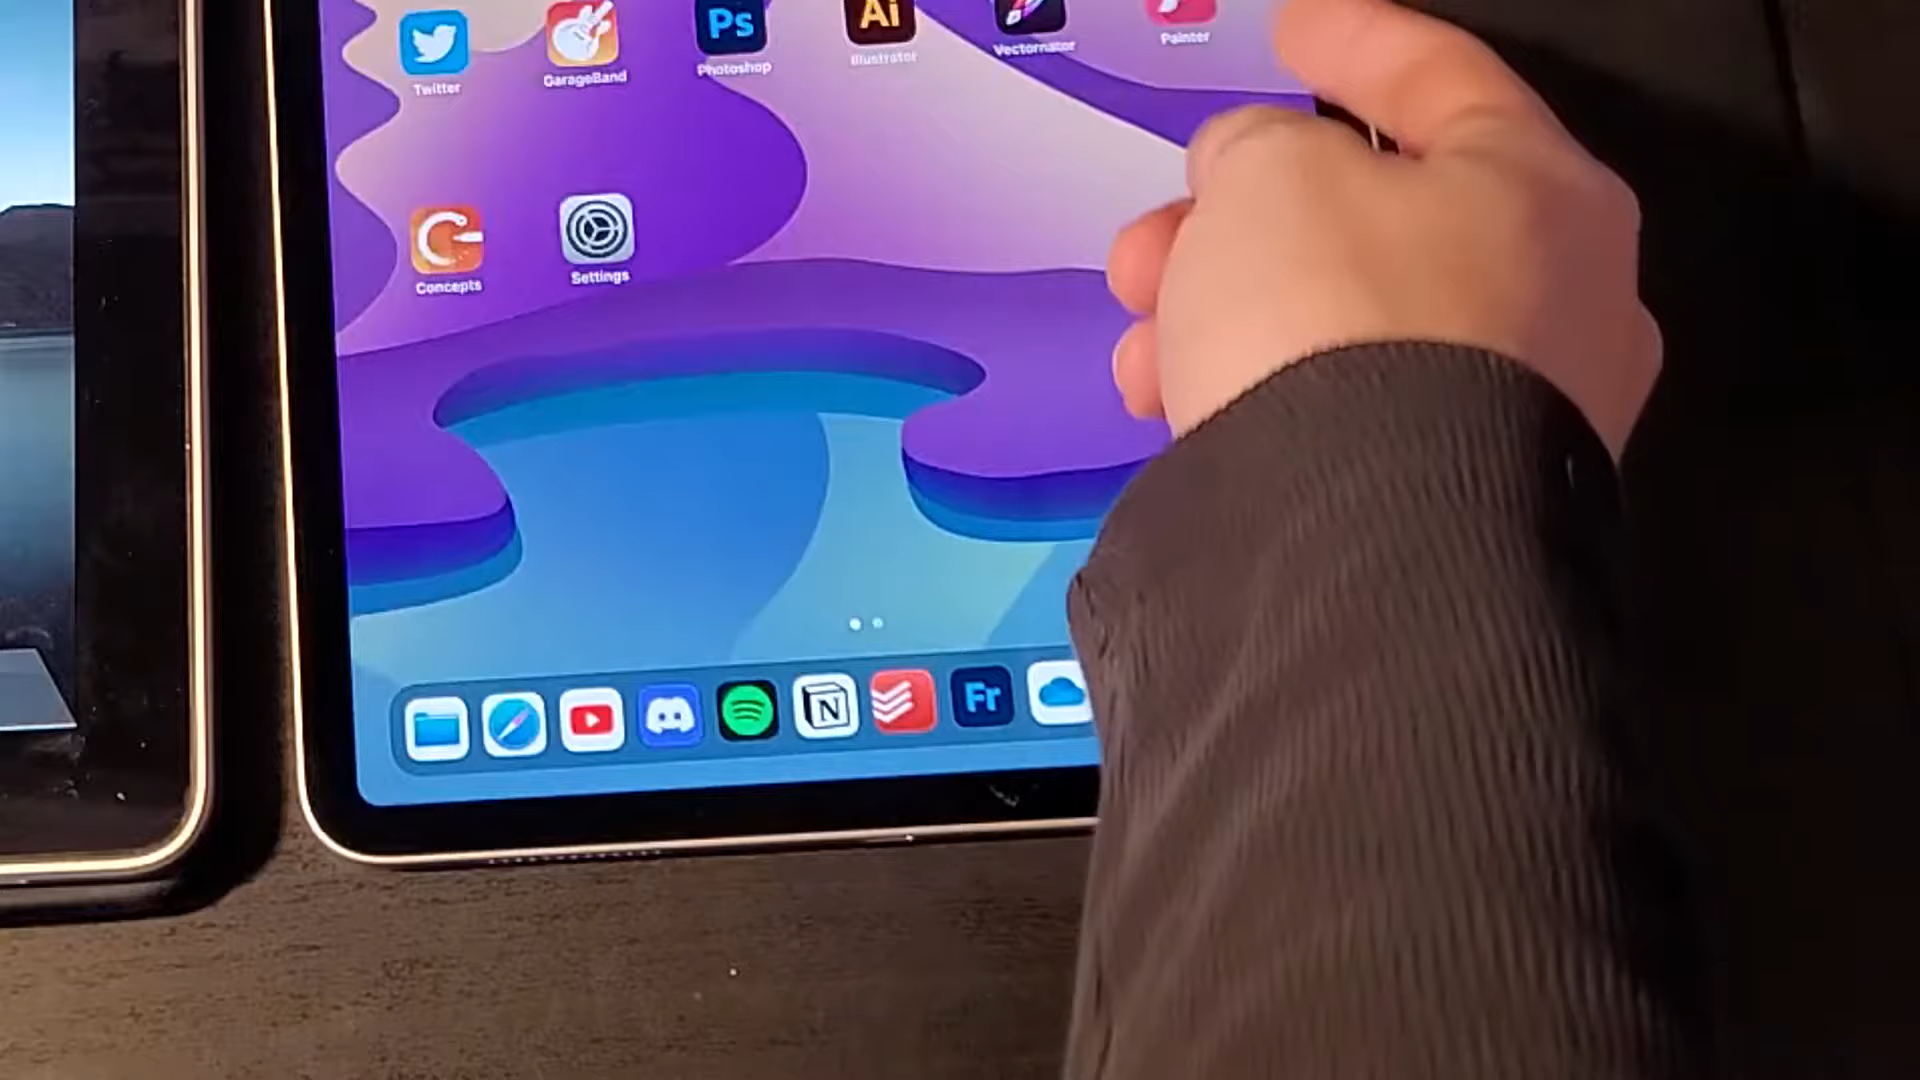 Ps
Ai
Twitter
GarageBand
Photoshop
Illustrator
Vectornator
Painter
Concepts
Settings
N
Fr